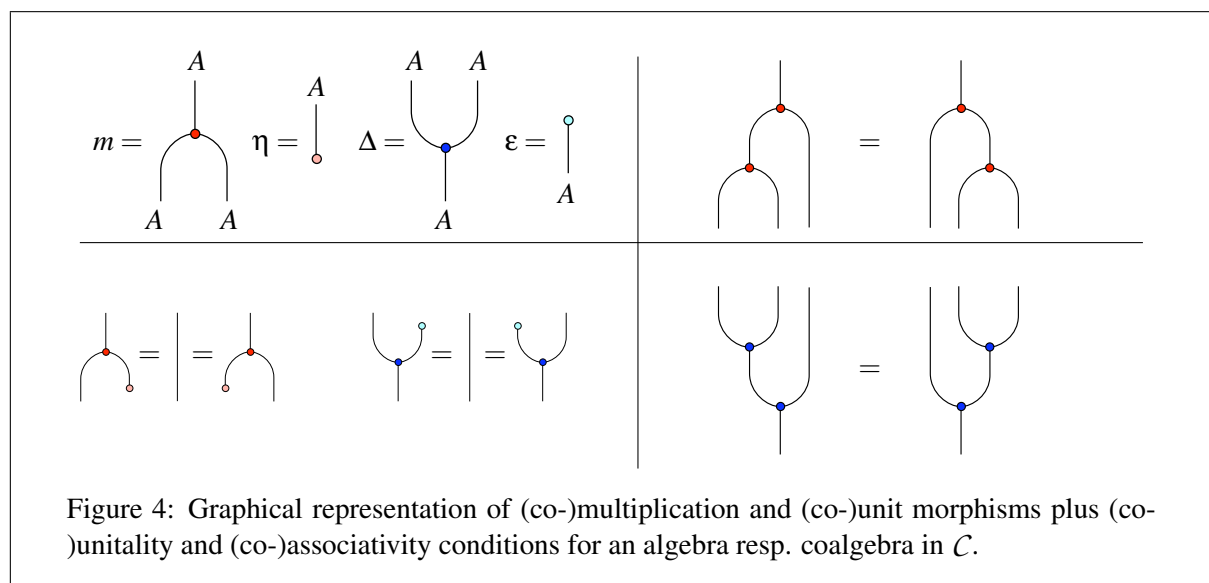 A A A A
m = η = Δ = ε = =
A A A A
= = = = =
Figure 4: Graphical representation of (co-)multiplication and (co-)unit morphisms plus (co-
)unitality and (co-)associativity conditions for an algebra resp. coalgebra in 𝒞.